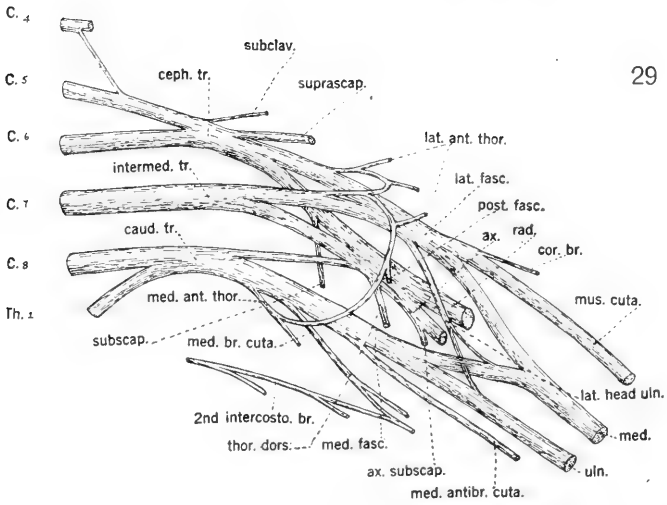 C. 4
subclav.
ceph. tr.
C. 5
suprascap.
29
C. 6
lat. ant. thor.
intermed. tr.
lat. fasc.
C. 7
post. fasc.
caud. tr.
ax.
rad.
cor. br.
C. 8
med. ant. thor.
mus. cuta.
Th. 1
subscap.
med. br. cuta.
lat. head uln.
2nd intercosto. br.
med.
thor. dors.
med. fasc.
ax. subscap.
uln.
med. antibr. cuta.